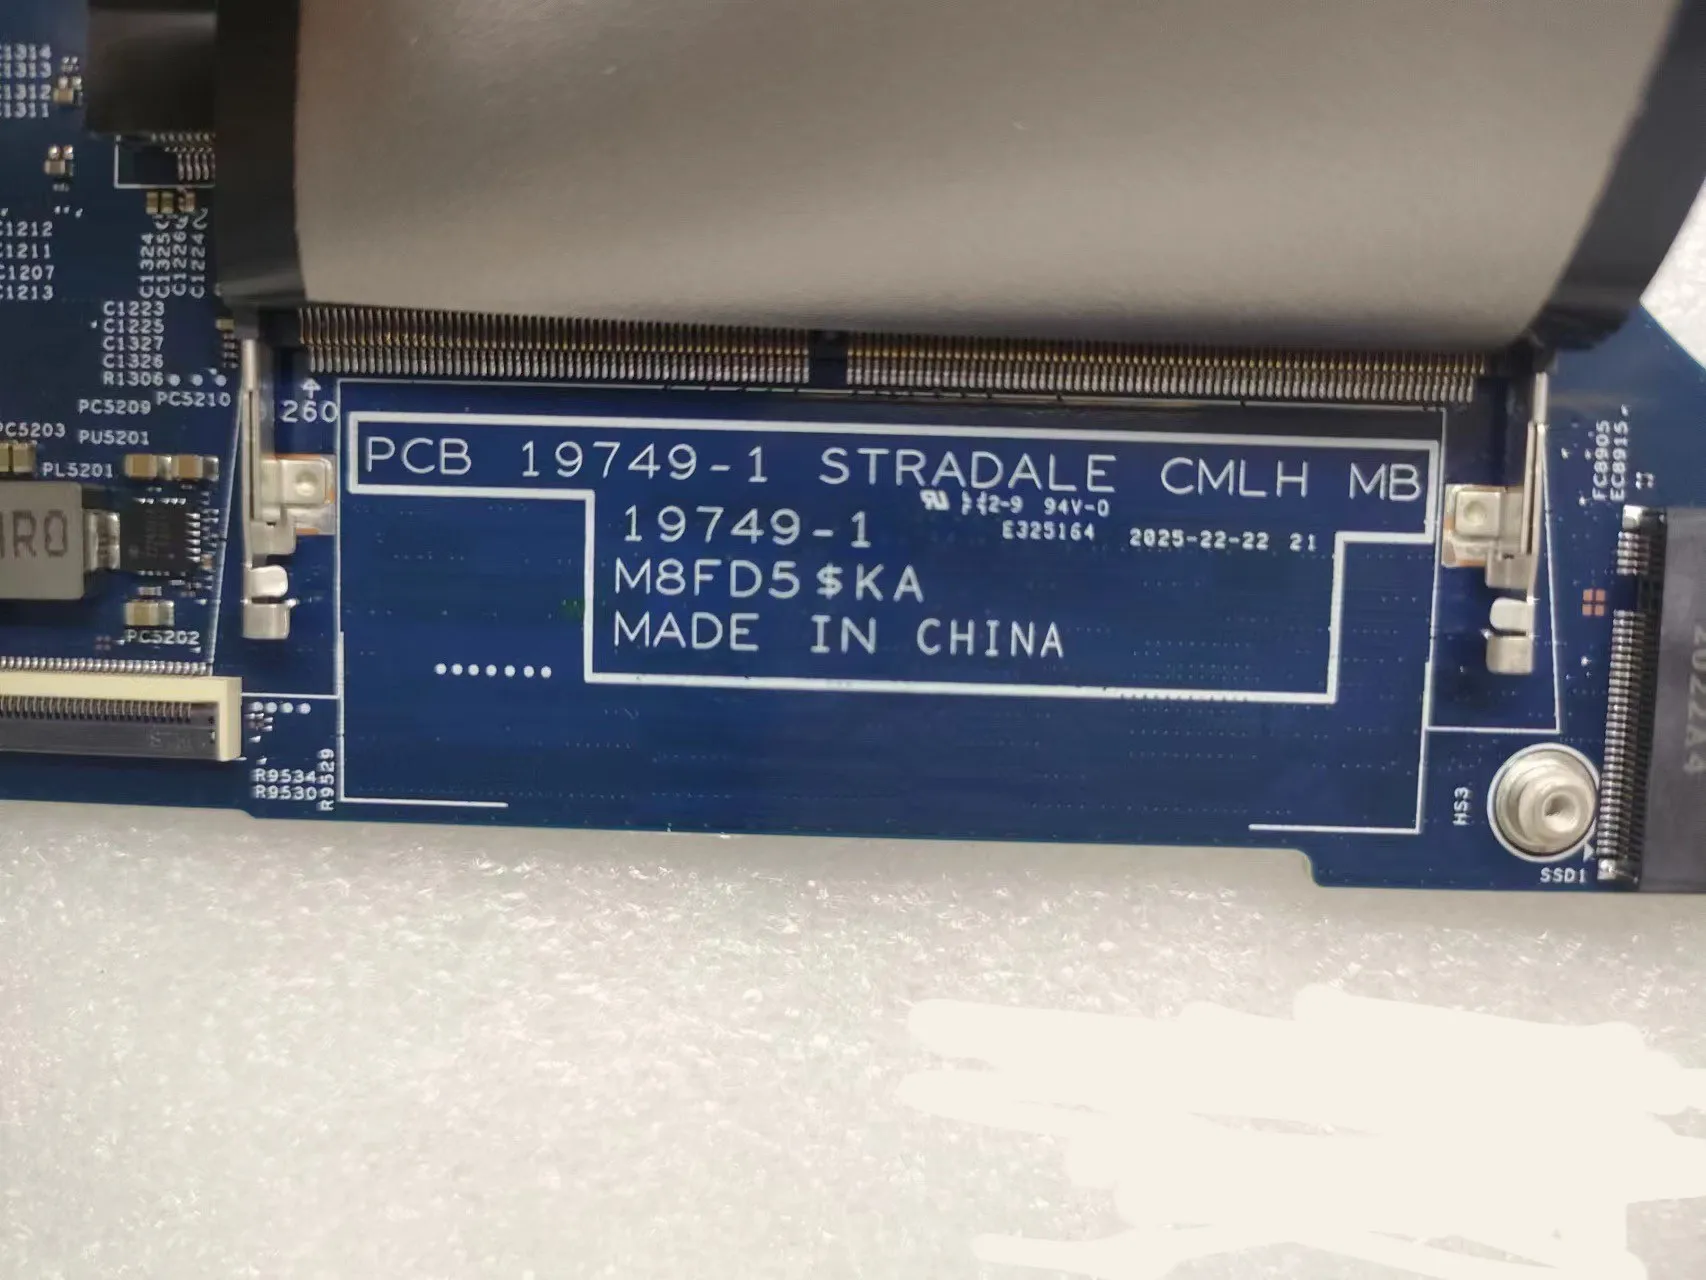 C1314
C1313
C1312
C1311
C1212
C1211
C1207
C1213
C1324
C1325
C1226
C1224
C1223
C1225
C1327
C1326
R1306
PC5209
PC5210
PC5203
PU5201
PL5201
1R0
PC5202
260
PCB 19749-1 STRADALE CMLH MB
19749-1
94V-0
E325164
2025-22-22 21
M8FD5$KA
MADE IN CHINA
R9534
R9530
R9529
FC8905
EC8915
HS3
SSD1